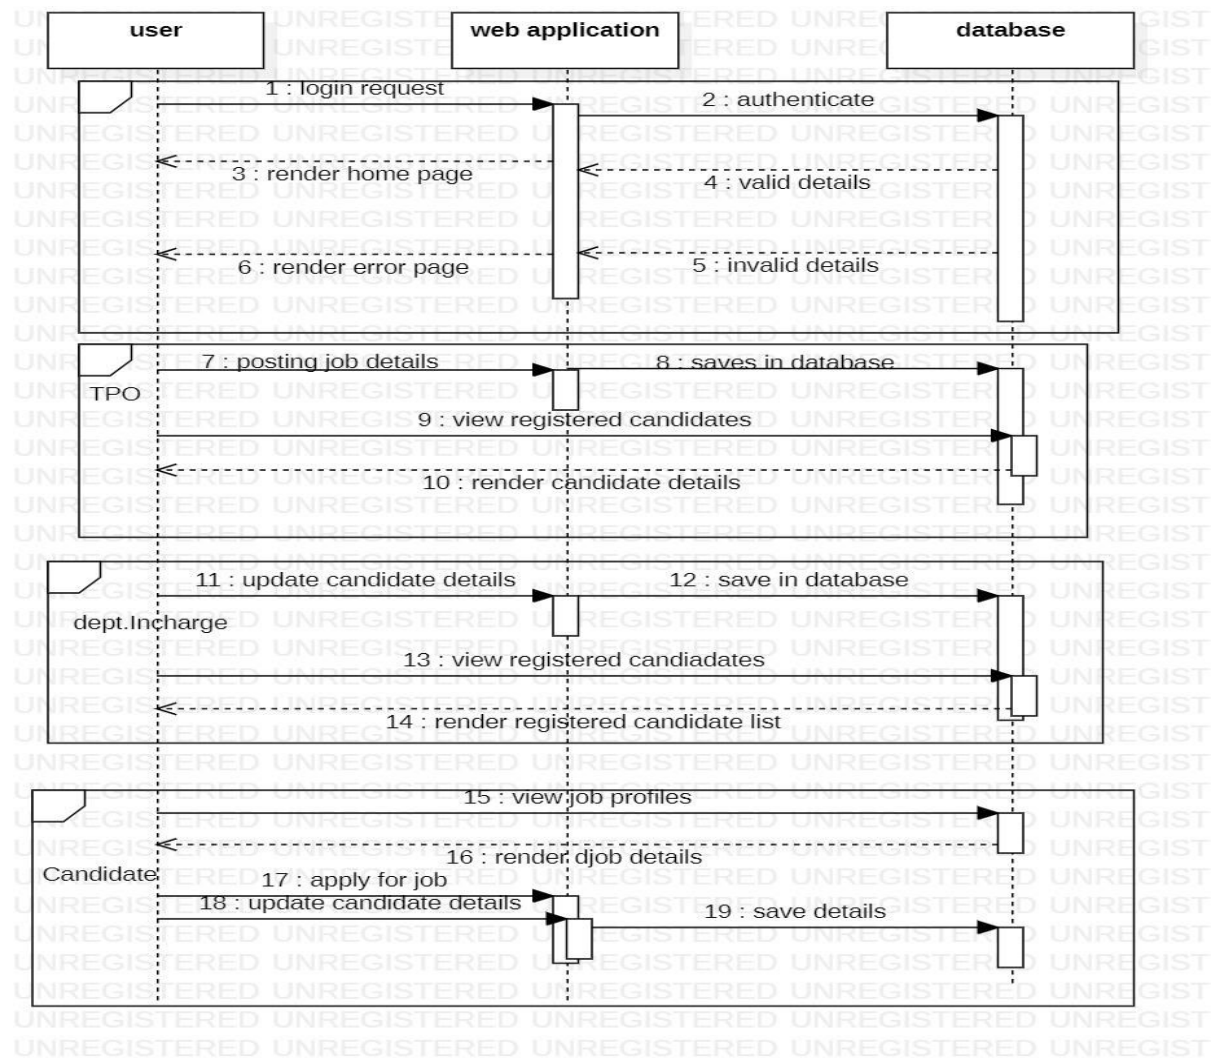 user
web application
database
1 : login request
2 : authenticate
3 : render home page
4 : valid details
5 : invalid details
6 : render error page
7 : posting job details
8 : saves in database
TPO
9 : view registered candidates
10 : render candidate details
11 : update candidate details
12 : save in database
dept.Incharge
13 : view registered candiadates
14 : render registered candidate list
15 : view job profiles
16 : render djob details
Candidate
17 : apply for job
18 : update candidate details
19 : save details
UNREGISTERED